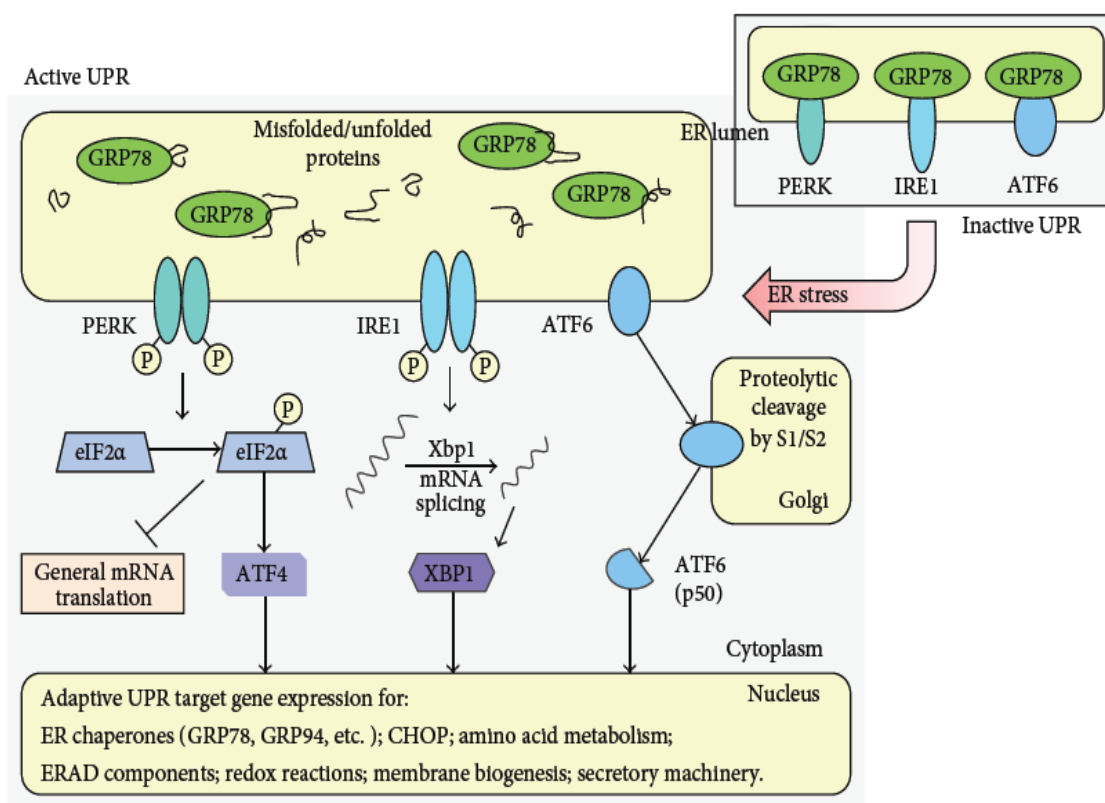 Active UPR
GRP78
GRP78
GRP78
ER lumen
PERK
IRE1
ATF6
Inactive UPR
ER stress
Misfolded/unfolded
proteins
GRP78
GRP78
GRP78
GRP78
PERK
IRE1
ATF6
P
P
P
P
P
eIF2α
eIF2α
Xbp1
mRNA
splicing
Proteolytic
cleavage
by S1/S2
Golgi
General mRNA
translation
ATF4
XBP1
ATF6
(p50)
Cytoplasm
Nucleus
Adaptive UPR target gene expression for:
ER chaperones (GRP78, GRP94, etc. ); CHOP; amino acid metabolism;
ERAD components; redox reactions; membrane biogenesis; secretory machinery.